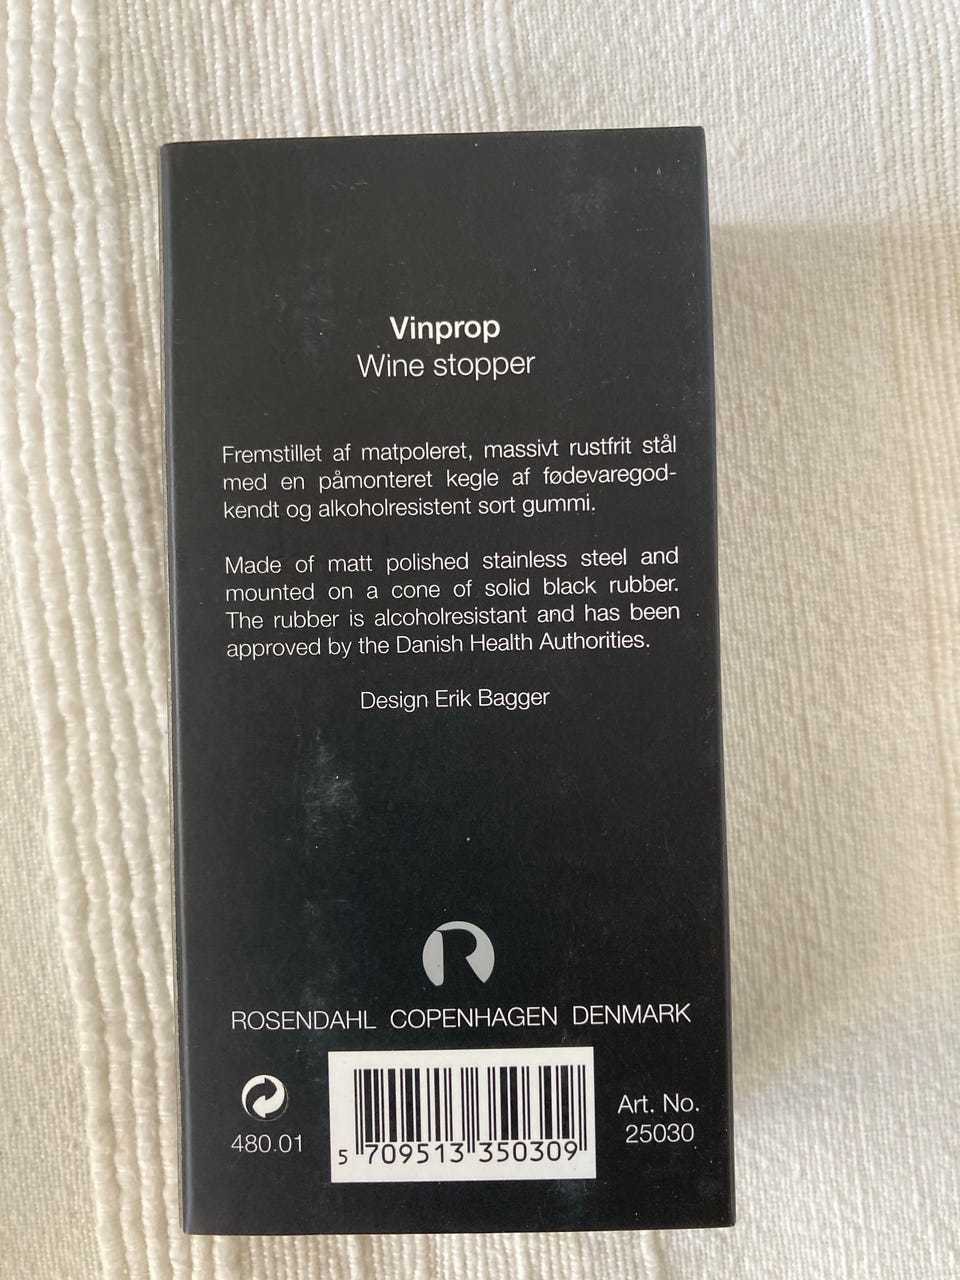 Vinprop
Wine stopper
Fremstillet af matpoleret, massivt rustfrit stål
med en påmonteret kegle af fødevaregod-
kendt og alkoholresistent sort gummi.
Made of matt polished stainless steel and
mounted on a cone of solid black rubber.
The rubber is alcoholresistant and has been
approved by the Danish Health Authorities.
Design Erik Bagger
R
ROSENDAHL COPENHAGEN DENMARK
480.01
5 709513 350309
Art. No.
25030